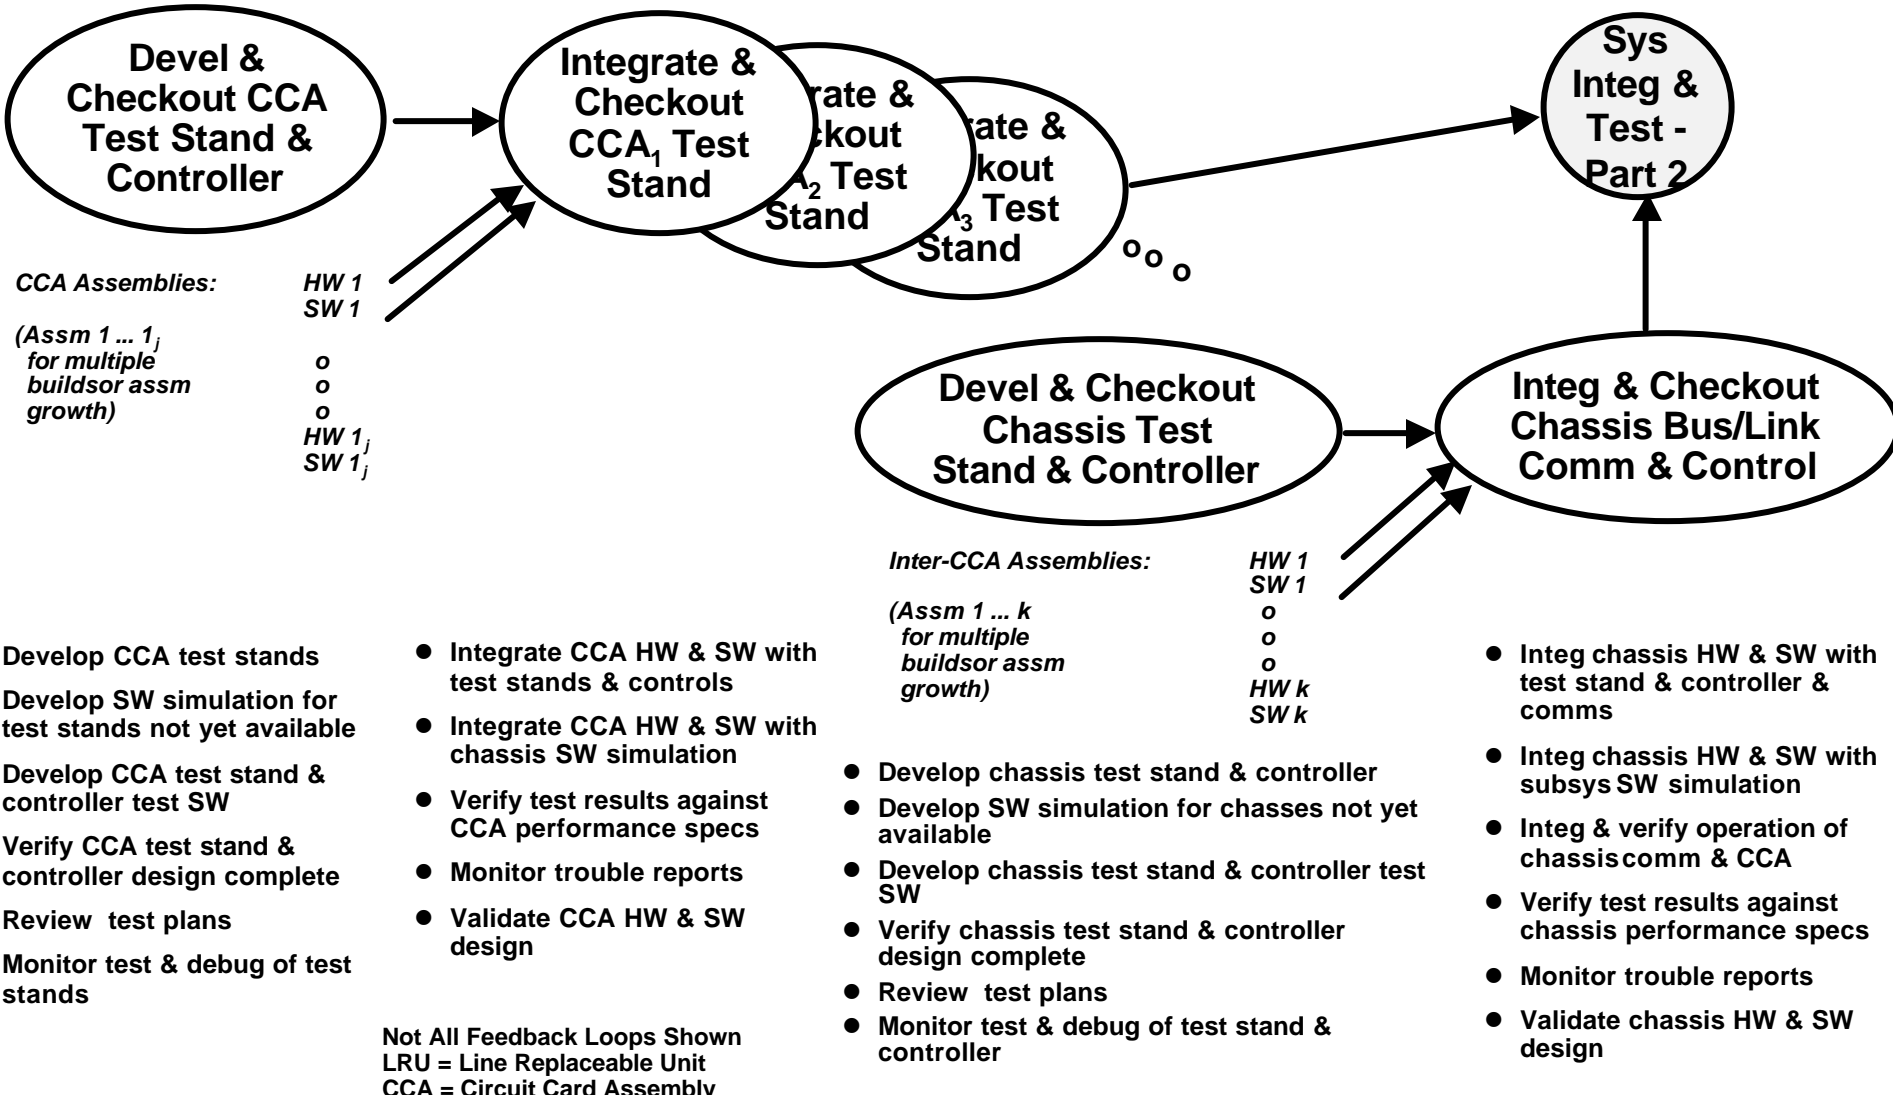 Devel &
Checkout CCA
Test Stand &
Controller
Integrate &
Checkout
CCA1 Test
Stand
rate &
ckout
A2 Test
Stand
rate &
kout
A3 Test
Stand
o o o
Sys
Integ &
Test -
Part 2
CCA Assemblies:
(Assm 1 ... 1j
for multiple
buildsor assm
growth)
HW 1
SW 1
o
o
o
HW 1j
SW 1j
Devel & Checkout
Chassis Test
Stand & Controller
Integ & Checkout
Chassis Bus/Link
Comm & Control
Inter-CCA Assemblies:
(Assm 1 ... k
for multiple
buildsor assm
growth)
HW 1
SW 1
o
o
o
HW k
SW k
Develop CCA test stands
Develop SW simulation for
test stands not yet available
Develop CCA test stand &
controller test SW
Verify CCA test stand &
controller design complete
Review test plans
Monitor test & debug of test
stands
● Integrate CCA HW & SW with
test stands & controls
● Integrate CCA HW & SW with
chassis SW simulation
● Verify test results against
CCA performance specs
● Monitor trouble reports
● Validate CCA HW & SW
design
● Develop chassis test stand & controller
● Develop SW simulation for chasses not yet
available
● Develop chassis test stand & controller test
SW
● Verify chassis test stand & controller
design complete
● Review test plans
● Monitor test & debug of test stand &
controller
● Integ chassis HW & SW with
test stand & controller &
comms
● Integ chassis HW & SW with
subsys SW simulation
● Integ & verify operation of
chassis comm & CCA
● Verify test results against
chassis performance specs
● Monitor trouble reports
● Validate chassis HW & SW
design
Not All Feedback Loops Shown
LRU = Line Replaceable Unit
CCA = Circuit Card Assembly